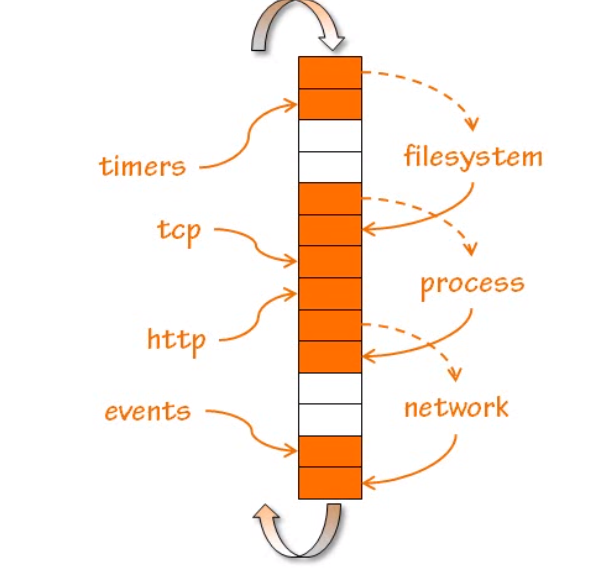 timers
filesystem
tcp
process
http
events
network